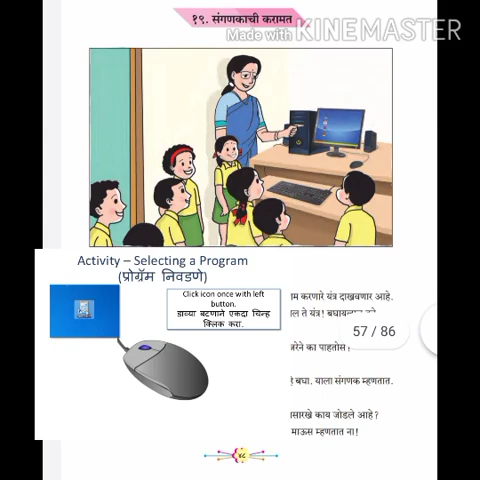 १९. संगणकाची करामत
Made with KINEMASTER
Activity – Selecting a Program
(प्रोग्रॅम निवडणे)
Click icon once with left
button.
डाव्या बटणाने एकदा चिन्ह
क्लिक करा.
करणारे यंत्र दाखवणार आहे.
ते यंत्र!
57 / 86
का पाहतोस
बघा. याला संगणक म्हणतात.
काय जोडले आहे?
माऊस म्हणतात ना!
४८